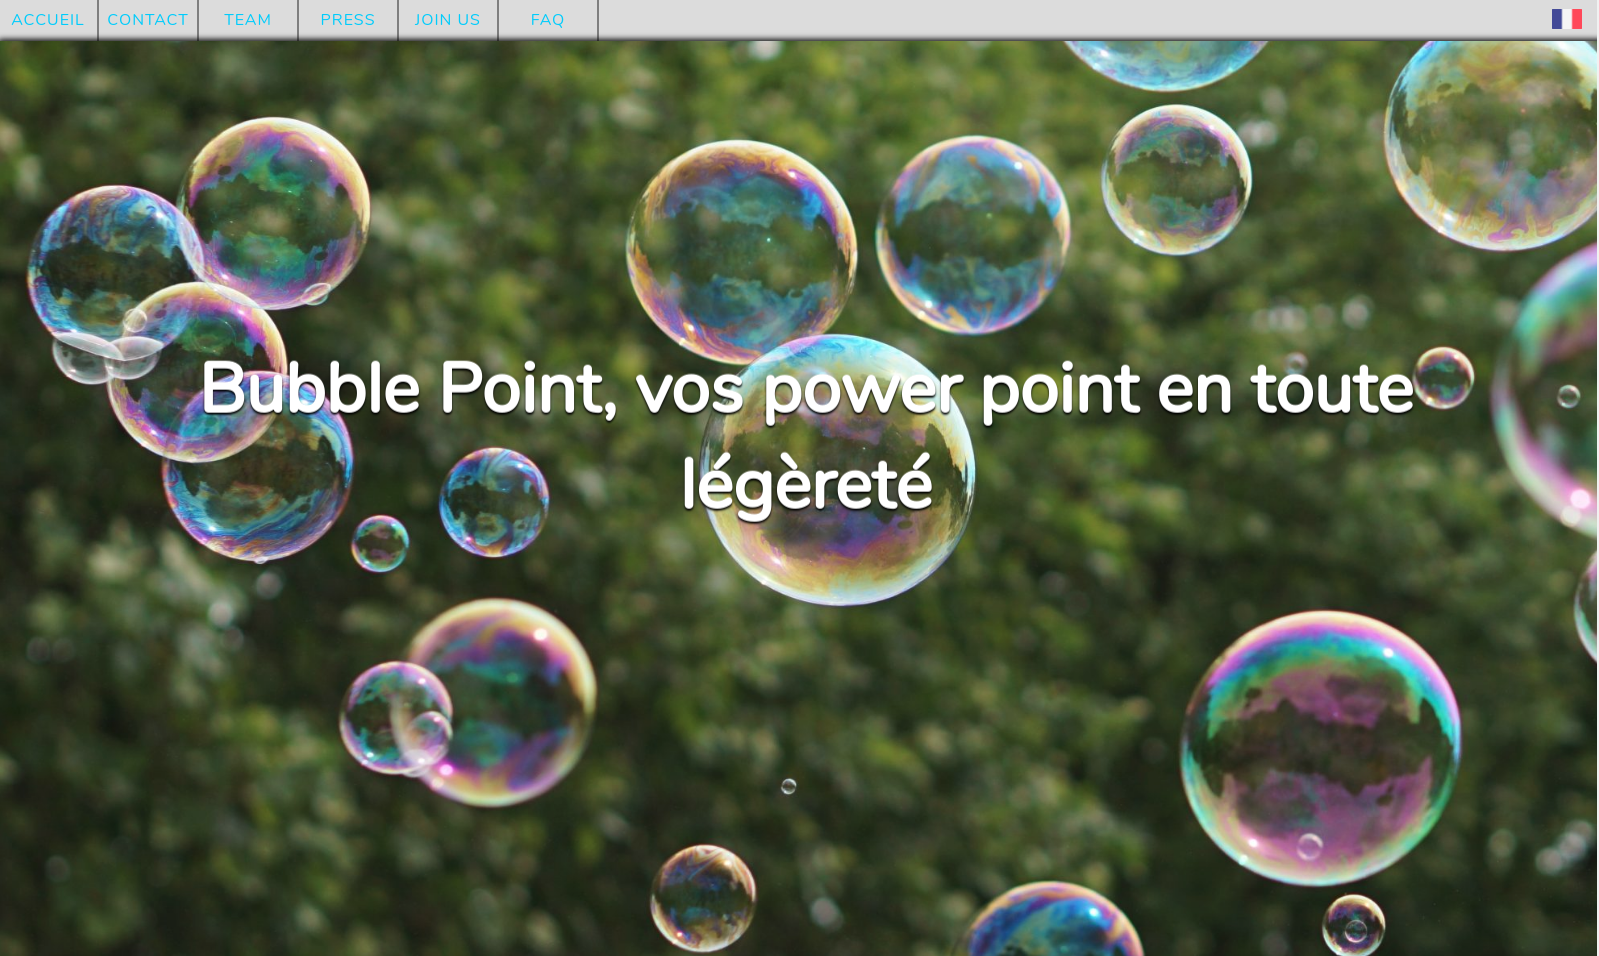 ACCUEIL CONTACT TEAM PRESS JOIN US FAQ
Bubble Point, vos power point en toute
légèreté